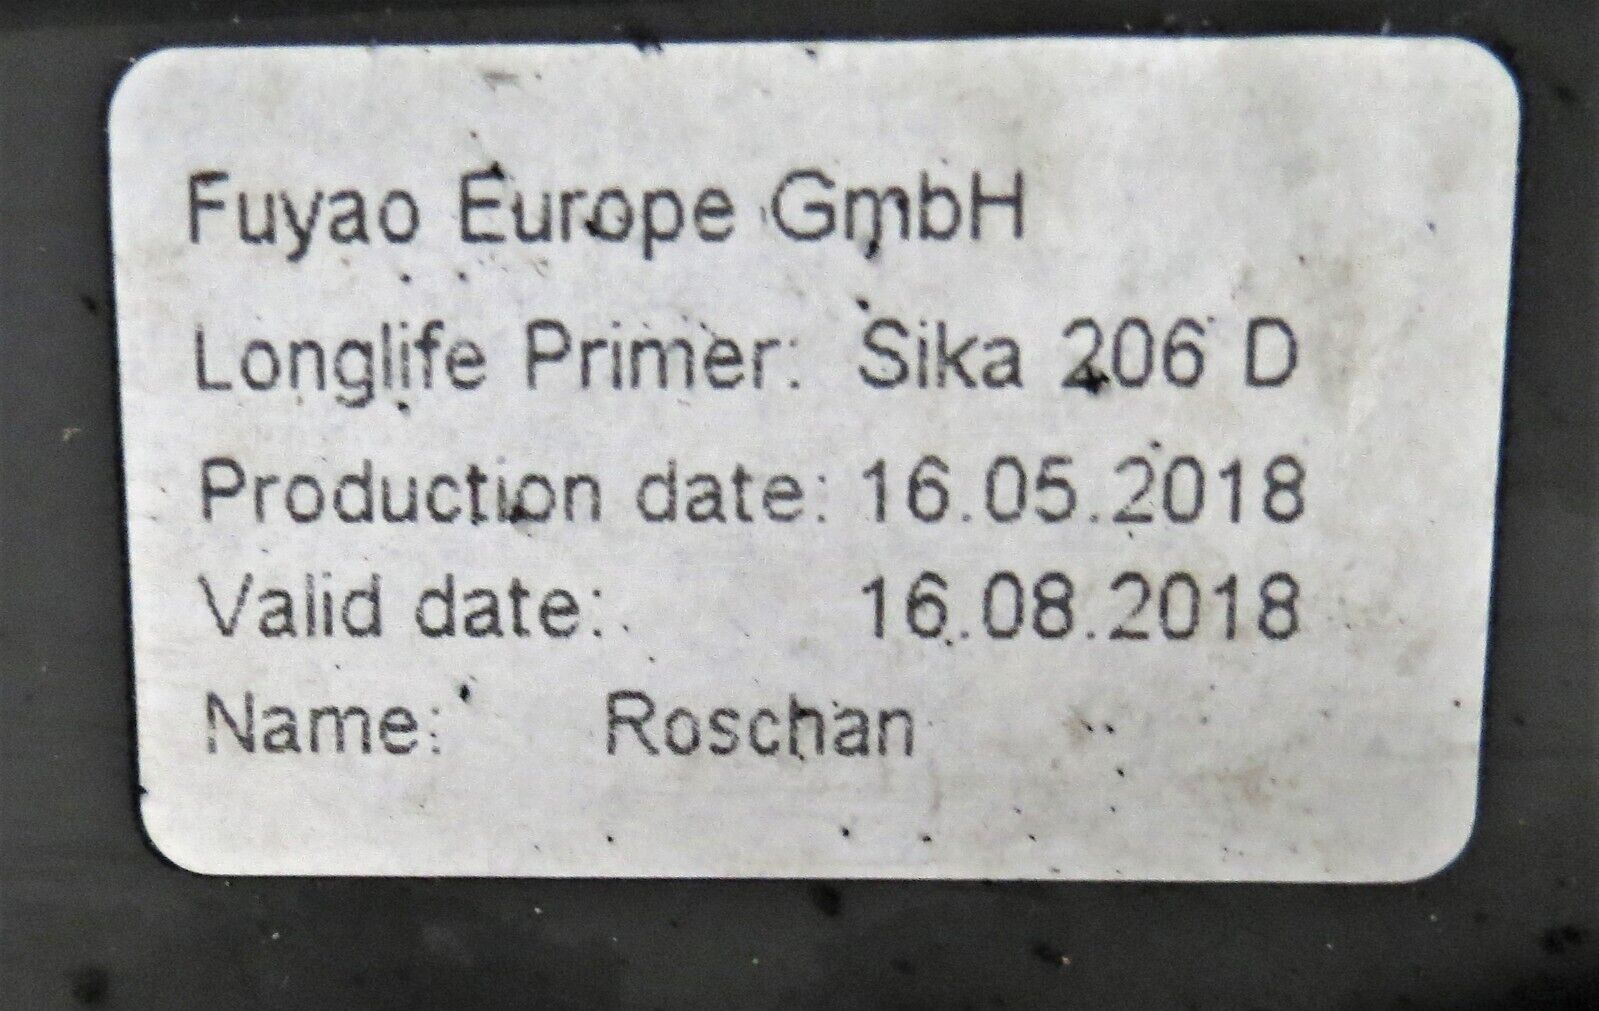 Fuyao Europe GmbH
Longlife Primer: Sika 206 D
Production date: 16.05.2018
Valid date: 16.08.2018
Name: Roschan